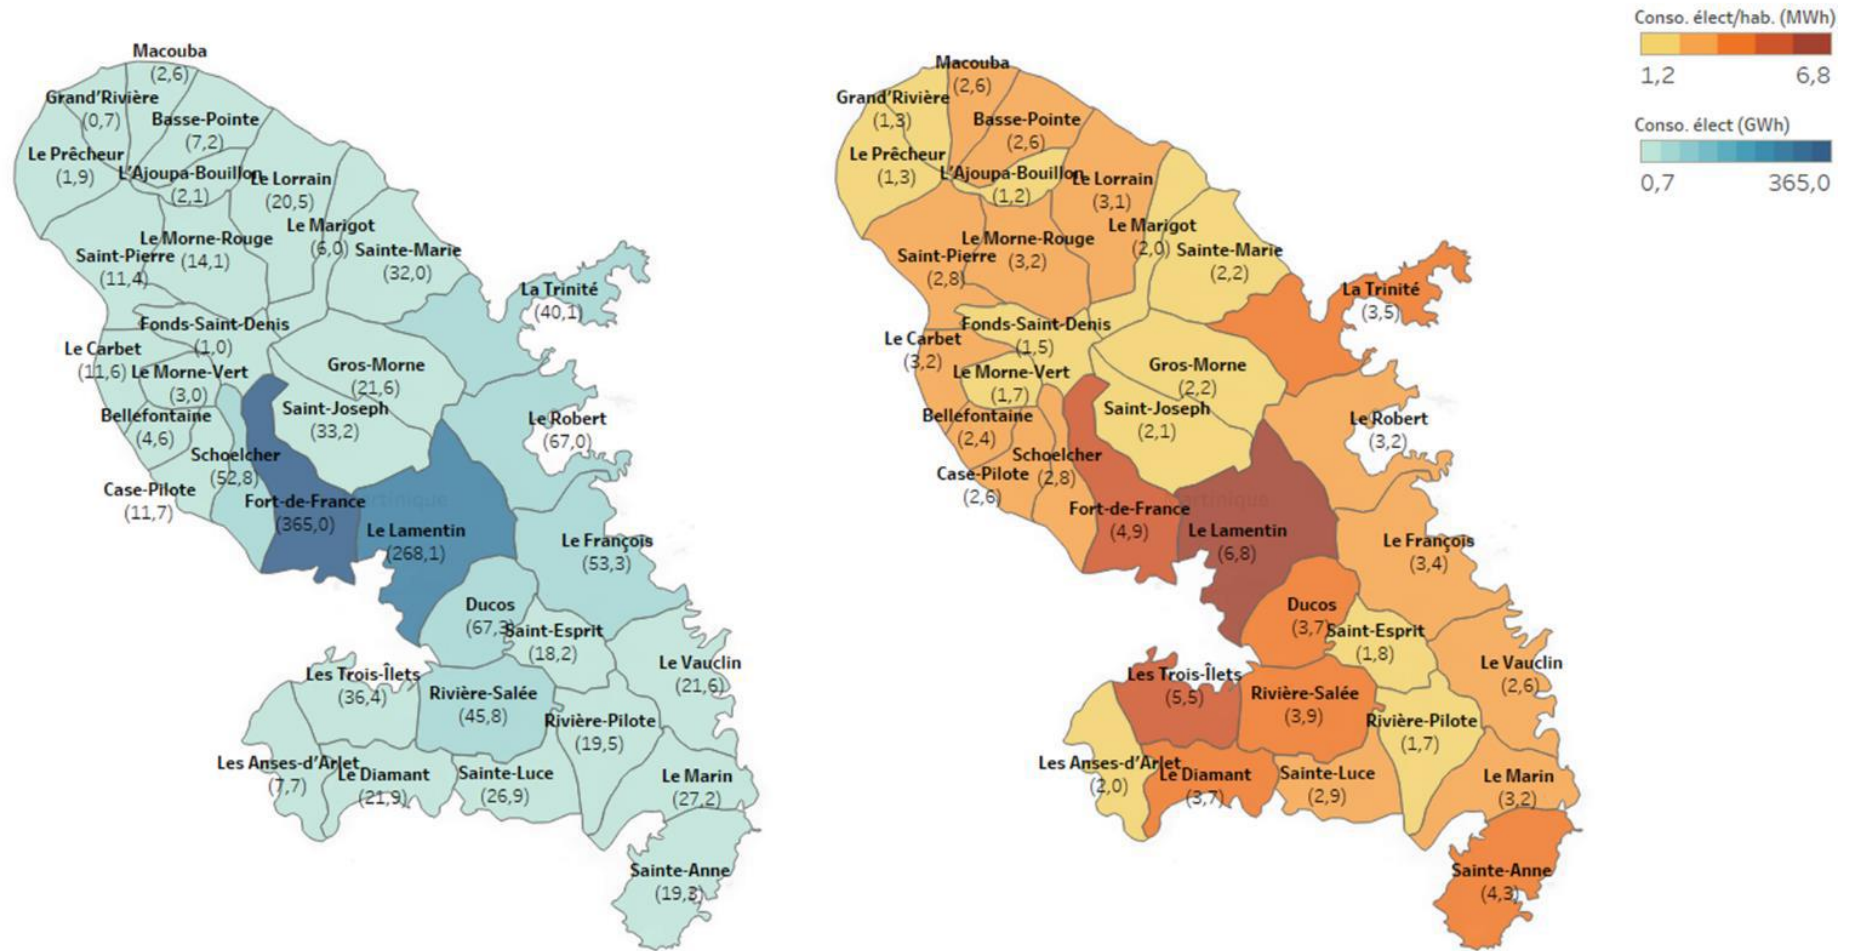 Macouba
(2,6)
Grand’Rivière
(0,7)
Basse-Pointe
(7,2)
Le Prêcheur
(1,9)
L’Ajoupa-Bouillon
(2,1)
Le Lorrain
(20,5)
Le Marigot
(6,0)
Le Morne-Rouge
(14,1)
Sainte-Marie
(32,0)
Saint-Pierre
(11,4)
La Trinité
(40,1)
Fonds-Saint-Denis
(1,0)
Le Carbet
(11,6)
Le Morne-Vert
(3,0)
Gros-Morne
(21,6)
Bellefontaine
(4,6)
Saint-Joseph
(33,2)
Le Robert
(67,0)
Schoelcher
(52,8)
Case-Pilote
(11,7)
Fort-de-France
(365,0)
Le Lamentin
(268,1)
Le François
(53,3)
Ducos
(67,3)
Saint-Esprit
(18,2)
Le Vauclin
(21,6)
Les Trois-Îlets
(36,4)
Rivière-Salée
(45,8)
Rivière-Pilote
(19,5)
Les Anses-d’Arlet
(7,7)
Le Diamant
(21,9)
Sainte-Luce
(26,9)
Le Marin
(27,2)
Sainte-Anne
(19,3)
Macouba
(2,6)
Grand’Rivière
(1,3)
Basse-Pointe
(2,6)
Le Prêcheur
(1,3)
L’Ajoupa-Bouillon
(1,2)
Le Lorrain
(3,1)
Le Marigot
(2,0)
Le Morne-Rouge
(3,2)
Sainte-Marie
(2,2)
Saint-Pierre
(2,8)
La Trinité
(3,5)
Fonds-Saint-Denis
(1,5)
Le Carbet
(3,2)
Le Morne-Vert
(1,7)
Gros-Morne
(2,2)
Bellefontaine
(2,4)
Saint-Joseph
(2,1)
Le Robert
(3,2)
Schoelcher
(2,8)
Case-Pilote
(2,6)
Martinique
Fort-de-France
(4,9)
Le Lamentin
(6,8)
Le François
(3,4)
Ducos
(3,7)
Saint-Esprit
(1,8)
Le Vauclin
(2,6)
Les Trois-Îlets
(5,5)
Rivière-Salée
(3,9)
Rivière-Pilote
(1,7)
Les Anses-d’Arlet
(2,0)
Le Diamant
(3,7)
Sainte-Luce
(2,9)
Le Marin
(3,2)
Sainte-Anne
(4,3)
Conso. élect/hab. (MWh)
1,2 6,8
Conso. élect (GWh)
0,7 365,0